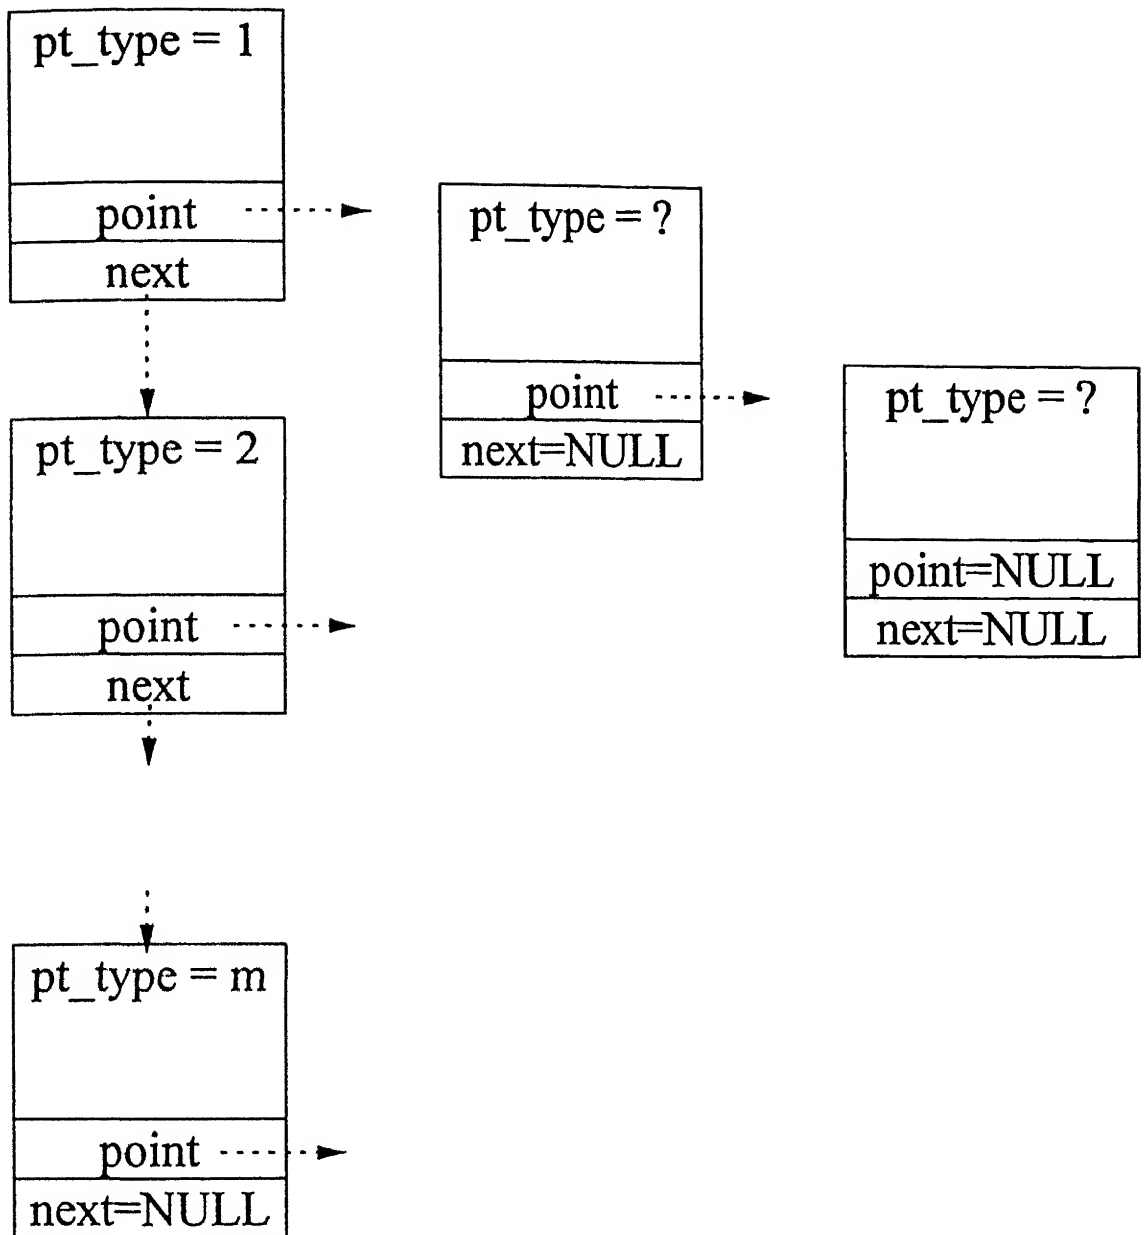 pt_type = 1
point
next
pt_type = ?
point
next=NULL
pt_type = ?
point=NULL
next=NULL
pt_type = 2
point
next
pt_type = m
point
next=NULL